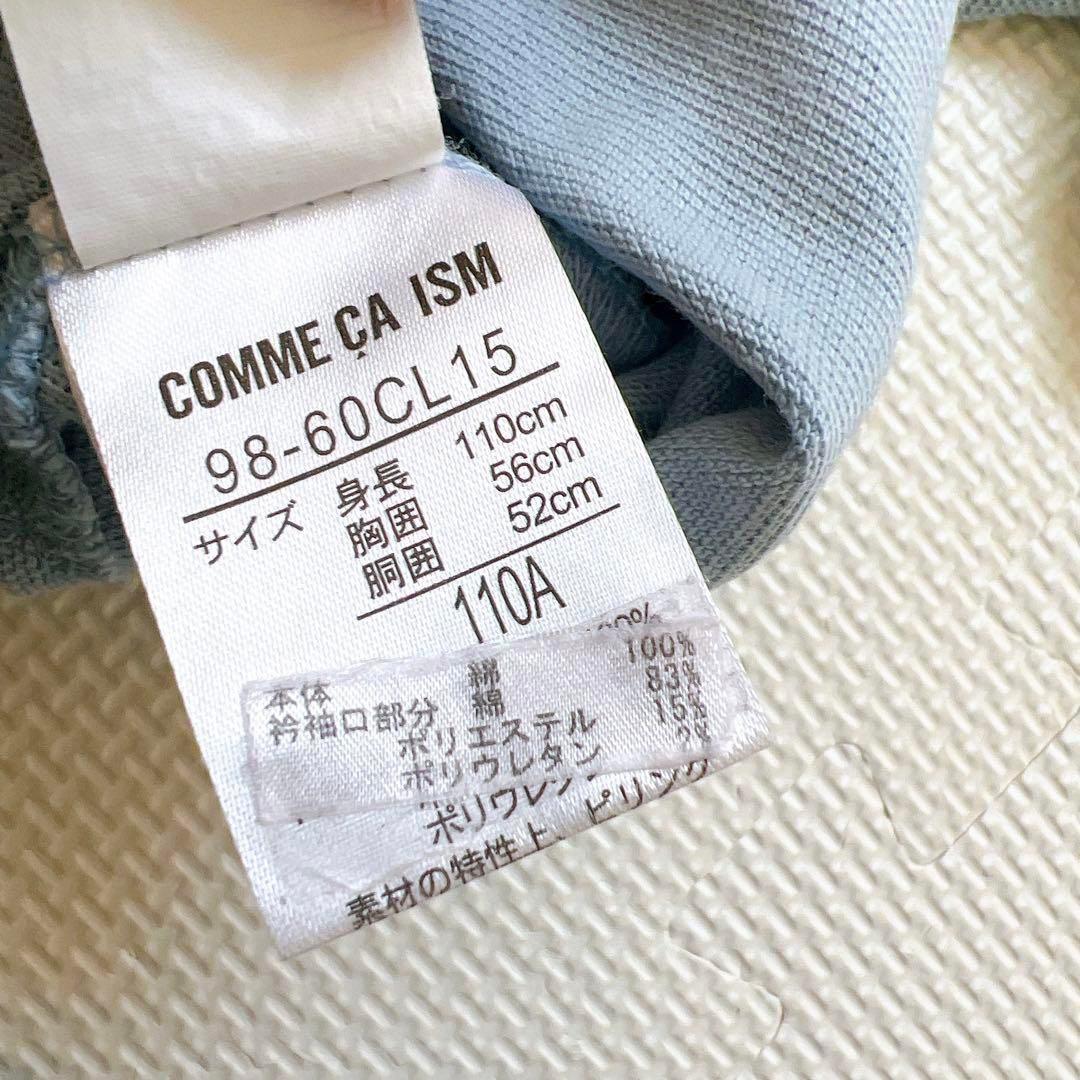 COMME ÇA ISM
98-60CL15
サイズ 身長 110cm
胸囲 56cm
胴囲 52cm
110A
本体 綿 100%
衿袖口部分 綿 83%
ポリエステル 15%
ポリウレタン
ポリウレタン
素材の特性上、ピリング